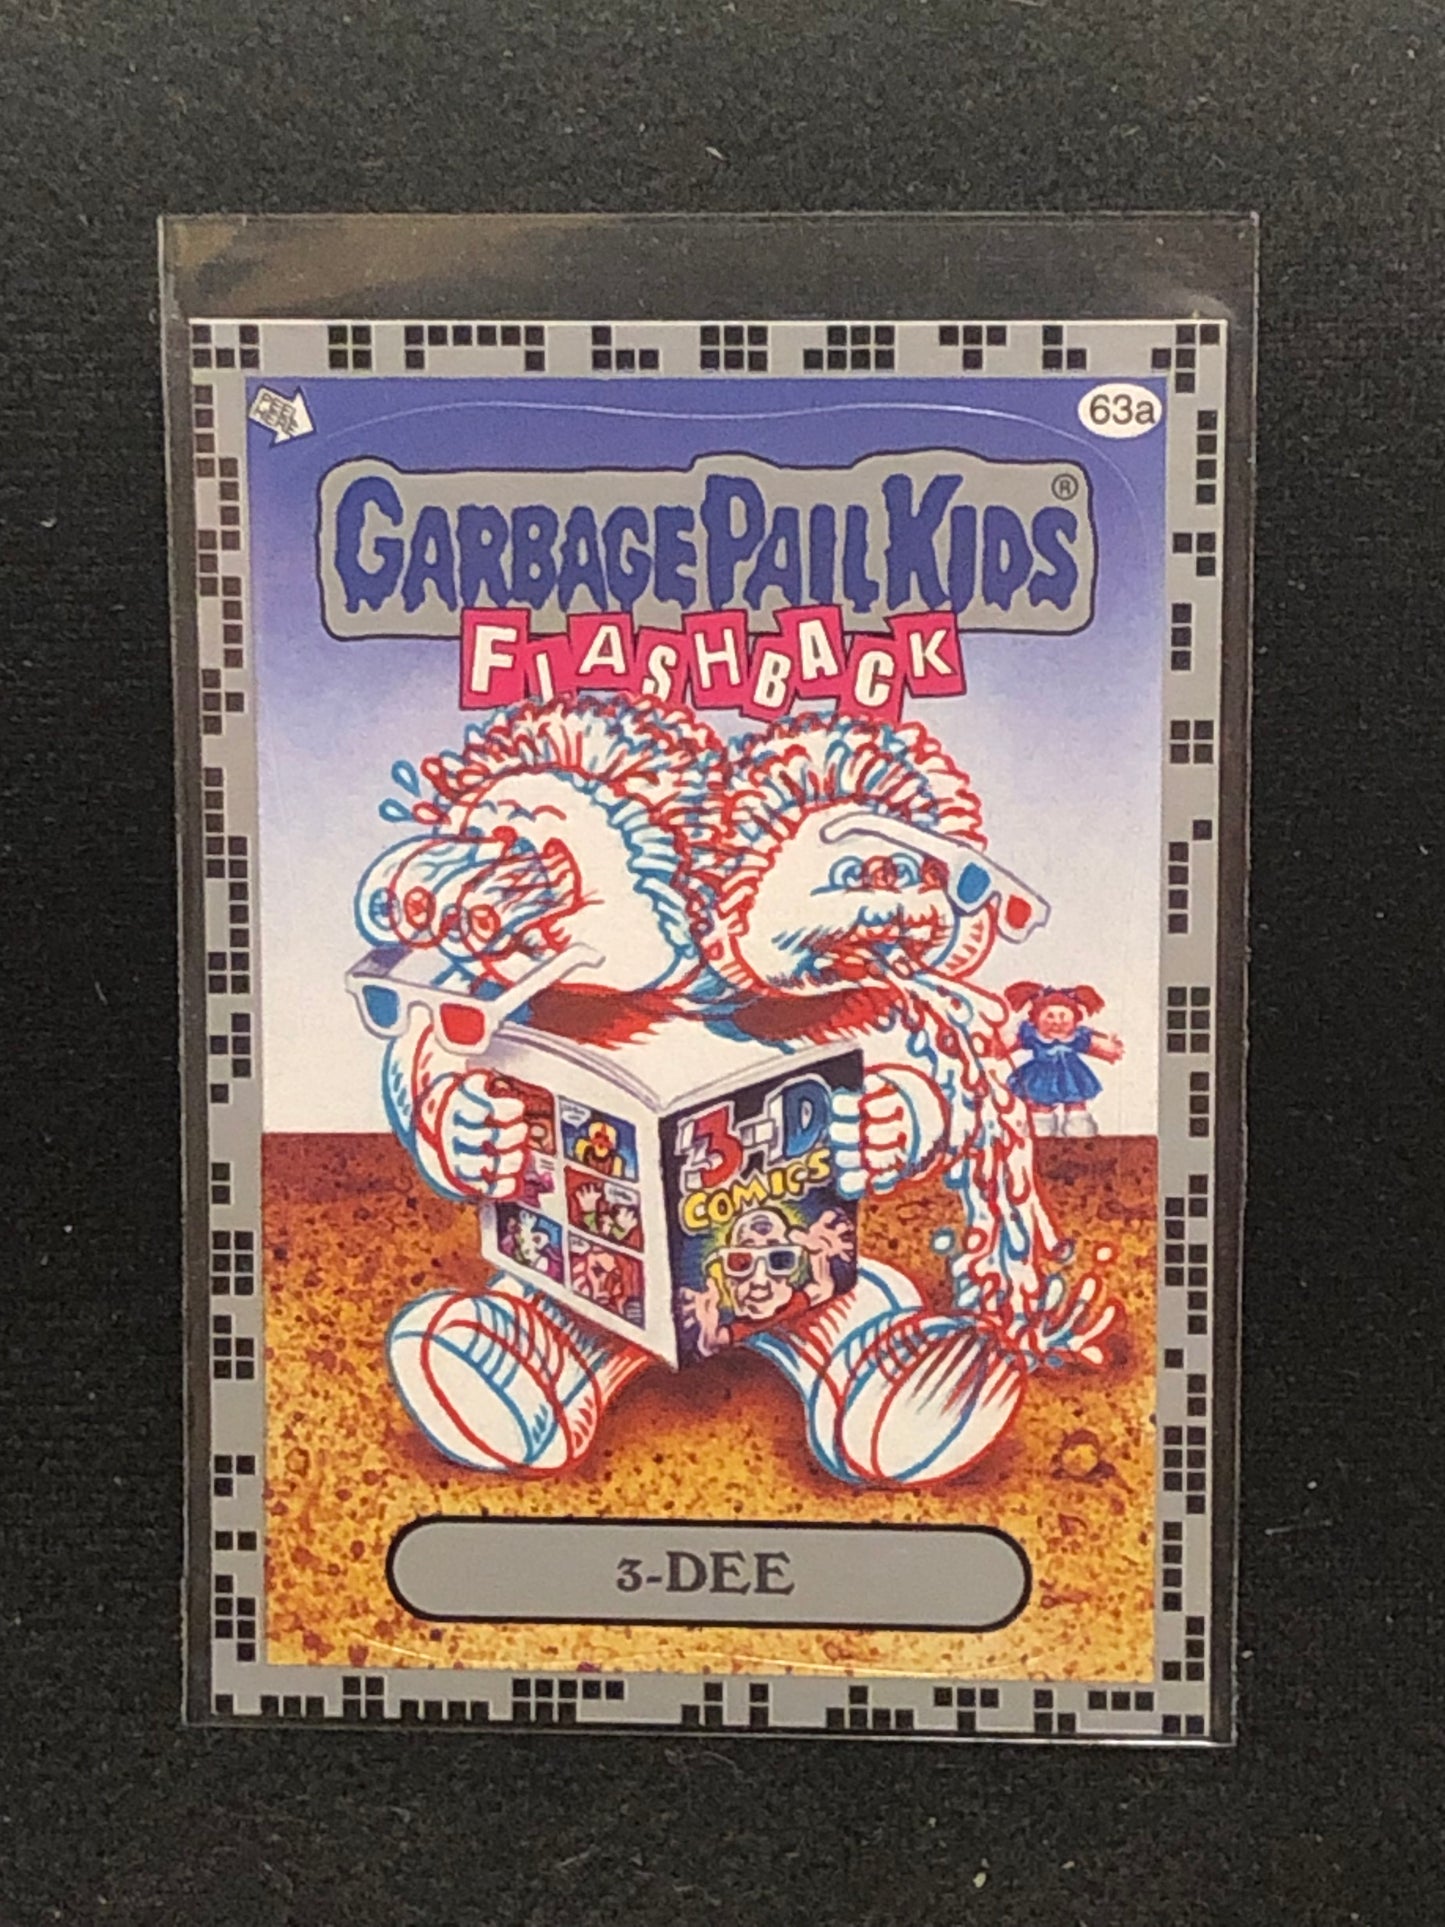 PEEL HERE
63a
GARBAGE PAIL KIDS®
FLASHBACK
3-D
COMICS
3-DEE